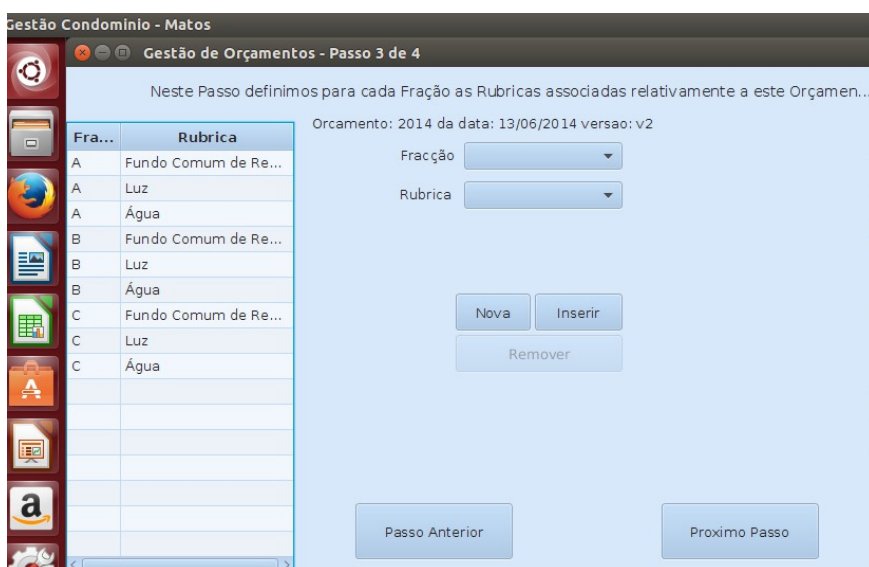 Gestão Condominio - Matos
Gestão de Orçamentos - Passo 3 de 4
Neste Passo definimos para cada Fração as Rubricas associadas relativamente a este Orçamen...
Orcamento: 2014 da data: 13/06/2014 versao: v2
Fra... Rubrica
A Fundo Comum de Re...
A Luz
A Água
B Fundo Comum de Re...
B Luz
B Água
C Fundo Comum de Re...
C Luz
C Água
Fracção
Rubrica
Nova Inserir
Remover
Passo Anterior Proximo Passo